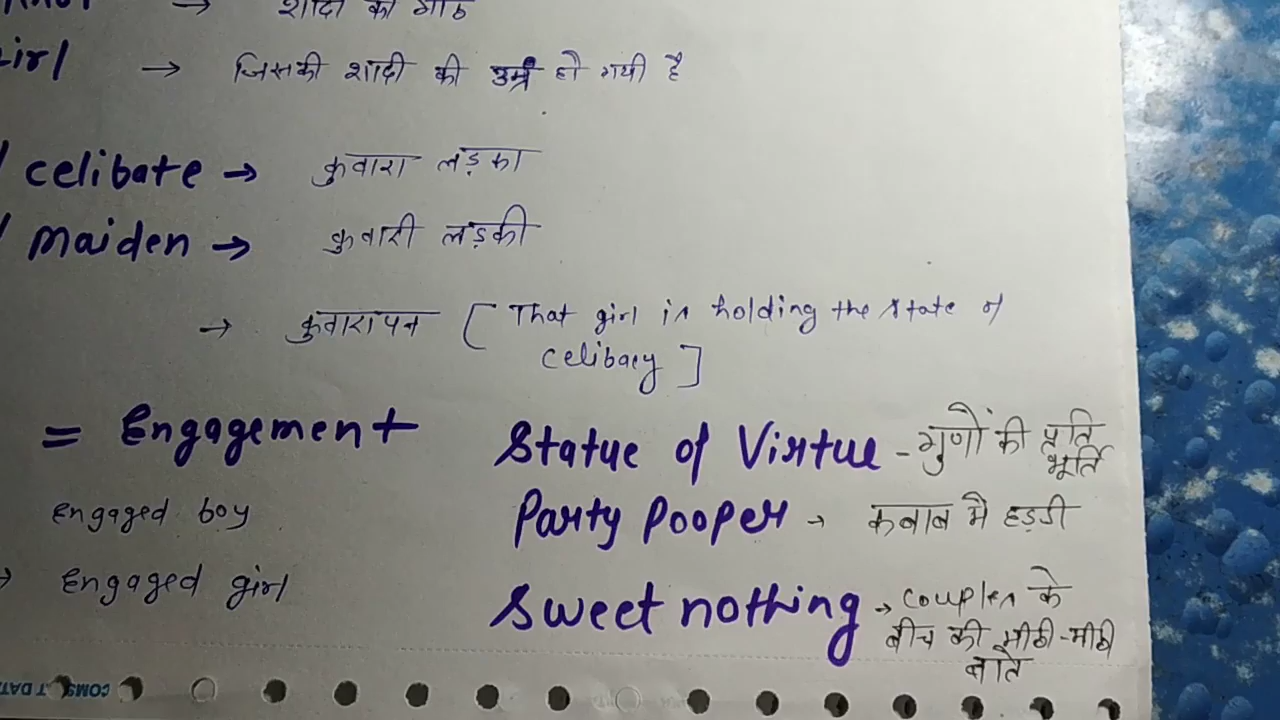 → शादी की गाठ
→ जिसकी शादी की उम्र हो गयी है
celibate → कुवारा लड़का
Maiden → कुवारी लड़की
→ कुवारापन [That girl is holding the state of
celibacy]
= Engagement
Statue of Virtue - गुणों की प्रति
मूर्ति
engaged boy
Party Pooper → कबाब मै हड़डी
→ Engaged girl
Sweet nothing → couples के
बीच की मीठी-मीठी
बाते